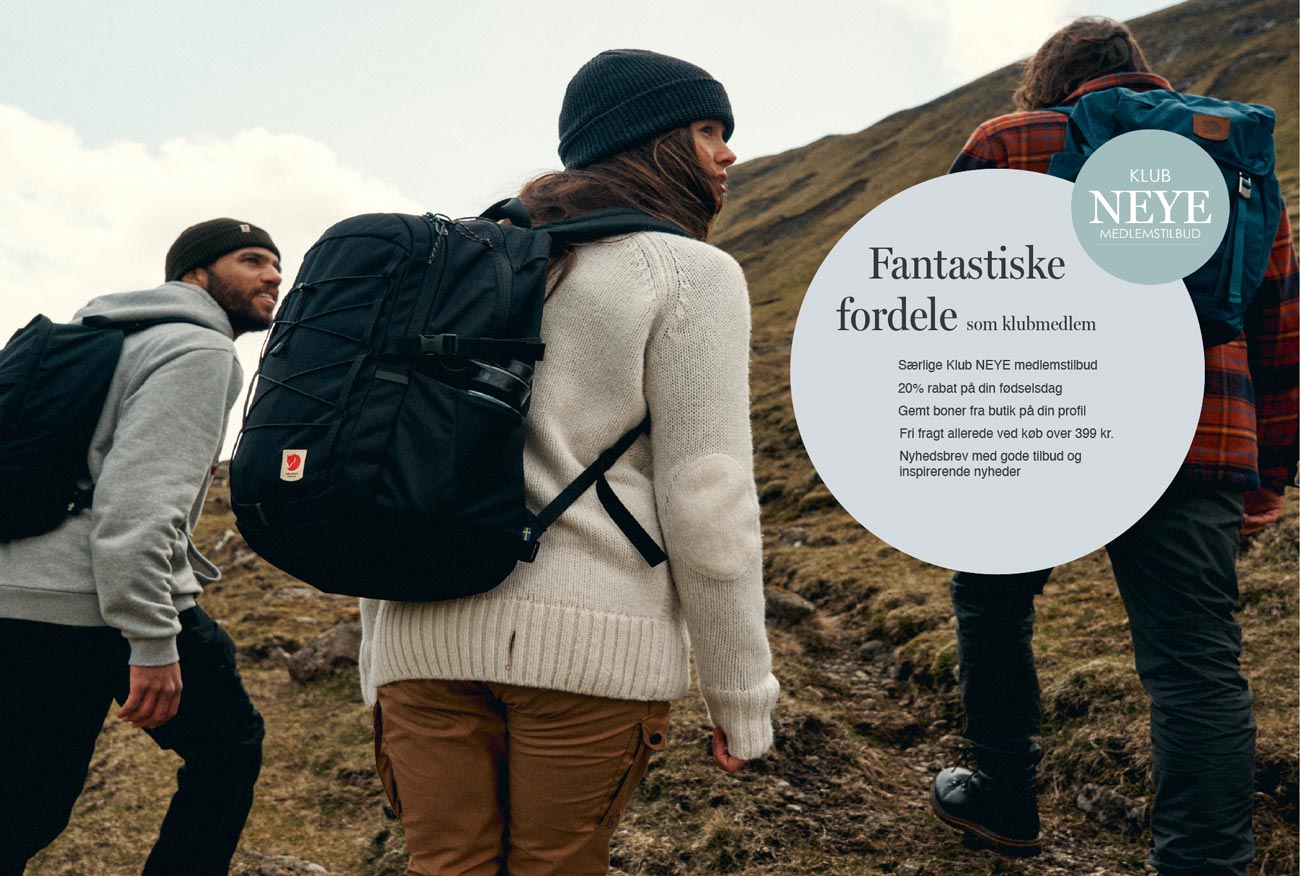 KLUB
NEYE
MEDLEMSTILBUD
Fantastiske
fordele som klubmedlem
Særlige Klub NEYE medlemstilbud
20% rabat på din fødselsdag
Gemt boner fra butik på din profil
Fri fragt allerede ved køb over 399 kr.
Nyhedsbrev med gode tilbud og
inspirerende nyheder